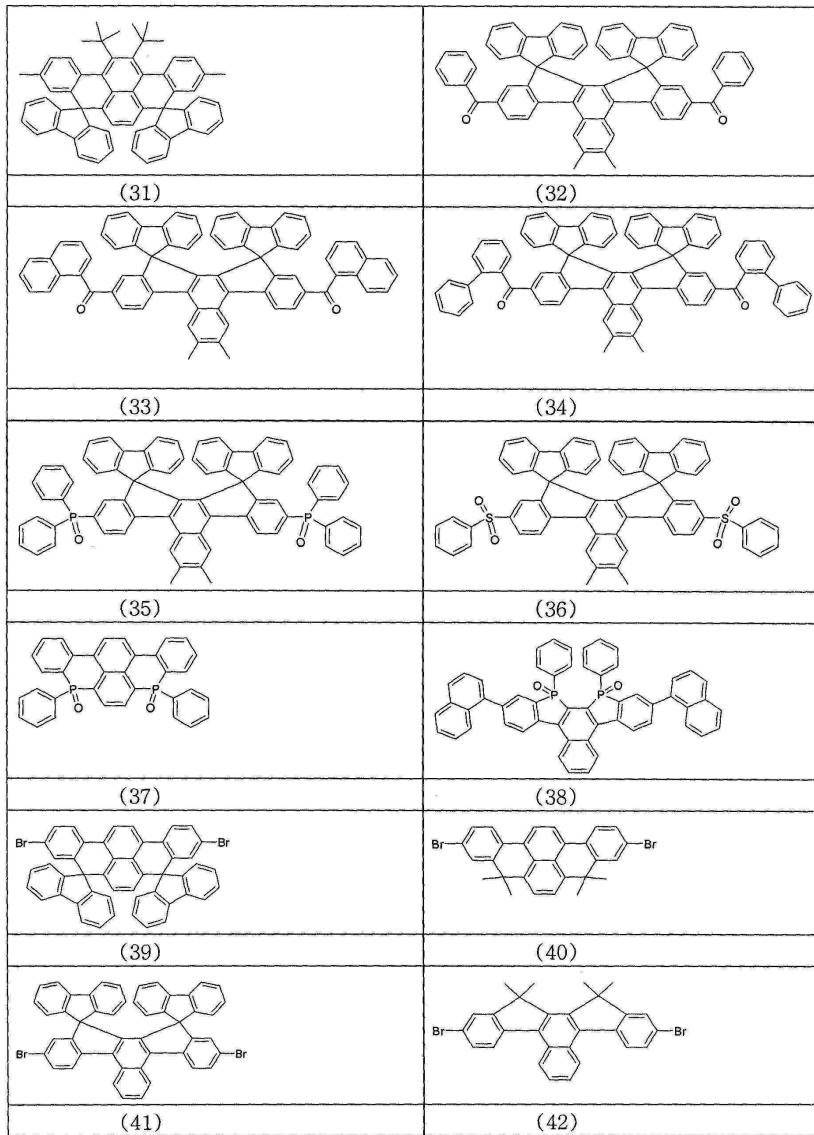 (31) (32)
O O
(33) (34)
O O O O
(35) (36)
P O P O S O O S O O
(37) (38)
P O P O O P P O
(39) (40)
Br Br Br Br
(41) (42)
Br Br Br Br